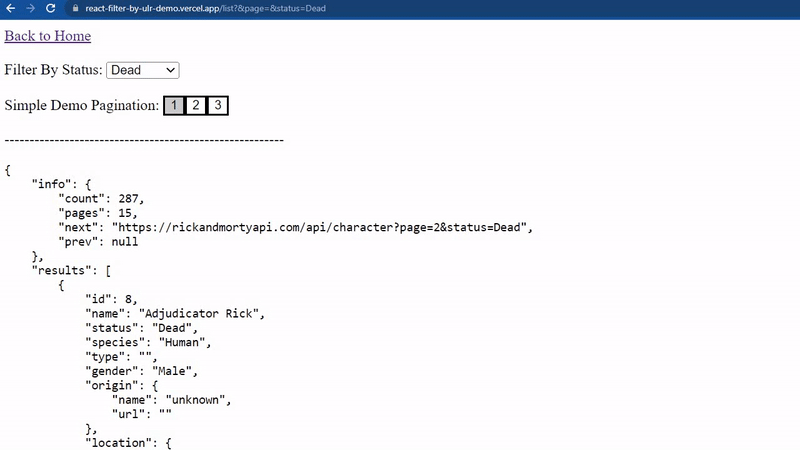 react-filter-by-ulr-demo.vercel.app/list?&page=&status=Dead
Back to Home
Filter By Status: Dead
Simple Demo Pagination: 1 2 3
--------------------------------------------------------
{
    "info": {
        "count": 287,
        "pages": 15,
        "next": "https://rickandmortyapi.com/api/character?page=2&status=Dead",
        "prev": null
    },
    "results": [
        {
            "id": 8,
            "name": "Adjudicator Rick",
            "status": "Dead",
            "species": "Human",
            "type": "",
            "gender": "Male",
            "origin": {
                "name": "unknown",
                "url": ""
            },
            "location": {